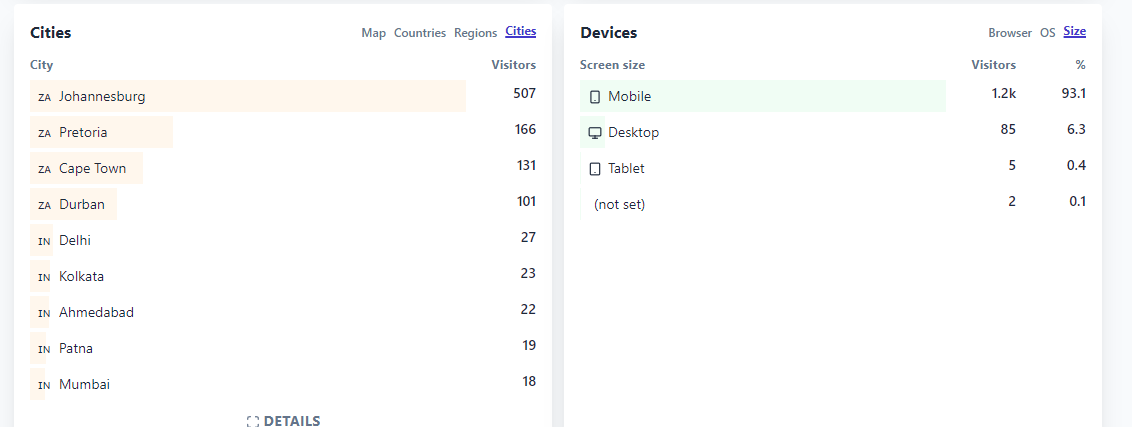 Cities Map Countries Regions Cities
City Visitors
ZA Johannesburg 507
ZA Pretoria 166
ZA Cape Town 131
ZA Durban 101
IN Delhi 27
IN Kolkata 23
IN Ahmedabad 22
IN Patna 19
IN Mumbai 18
DETAILS
Devices Browser OS Size
Screen size Visitors %
Mobile 1.2k 93.1
Desktop 85 6.3
Tablet 5 0.4
(not set) 2 0.1